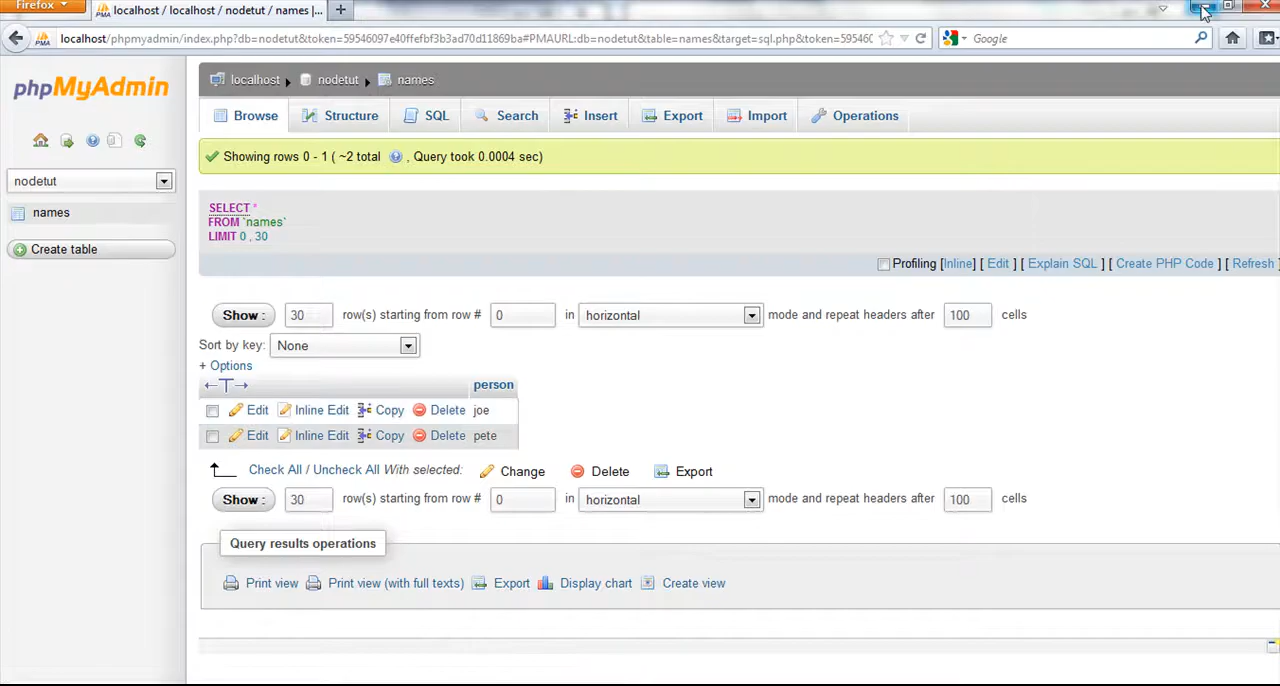 Firefox
localhost / localhost / nodetut / names |...
localhost/phpmyadmin/index.php?db=nodetut&token=59546097e40ffefbf3b3ad70d11869ba#PMAURL:db=nodetut&table=names&target=sql.php&token=595460
Google
phpMyAdmin
localhost nodetut names
Browse Structure SQL Search Insert Export Import Operations
Showing rows 0 - 1 ( ~2 total , Query took 0.0004 sec)
nodetut
names
Create table
SELECT *
FROM `names`
LIMIT 0 , 30
Profiling [Inline] [ Edit ] [ Explain SQL ] [ Create PHP Code ] [ Refresh
Show : 30 row(s) starting from row # 0 in horizontal mode and repeat headers after 100 cells
Sort by key: None
+ Options
←T→ person
Edit Inline Edit Copy Delete joe
Edit Inline Edit Copy Delete pete
Check All / Uncheck All With selected: Change Delete Export
Show : 30 row(s) starting from row # 0 in horizontal mode and repeat headers after 100 cells
Query results operations
Print view Print view (with full texts) Export Display chart Create view